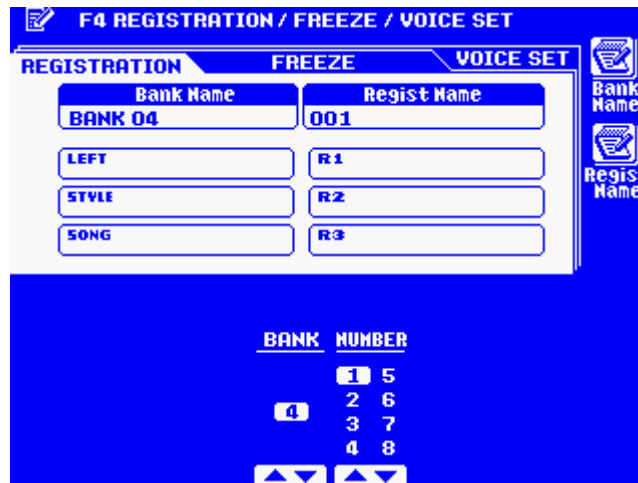 F4 REGISTRATION / FREEZE / VOICE SET
REGISTRATION FREEZE VOICE SET
Bank Name Regist Name
BANK 04 001
LEFT R1
STYLE R2
SONG R3
Bank
Name
Regis
Name
BANK NUMBER
1 5
2 6
4
3 7
4 8